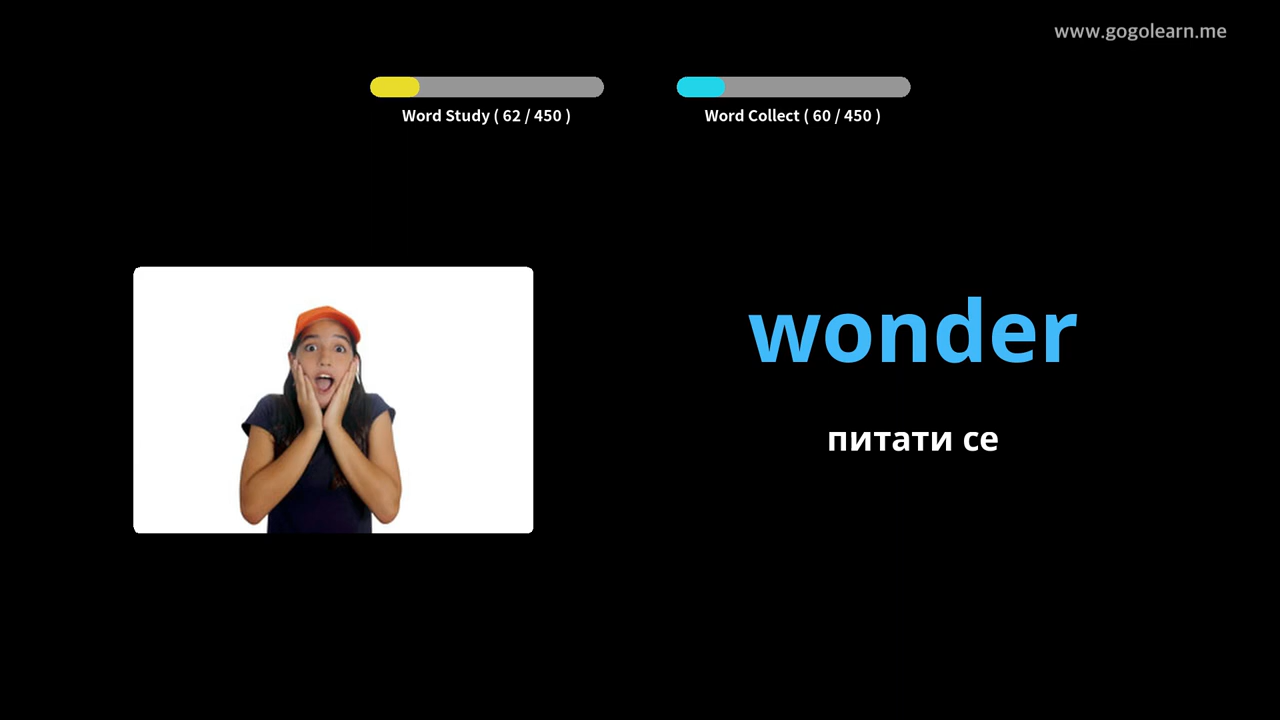 www.gogolearn.me
Word Study ( 62 / 450 )
Word Collect ( 60 / 450 )
wonder
питати се